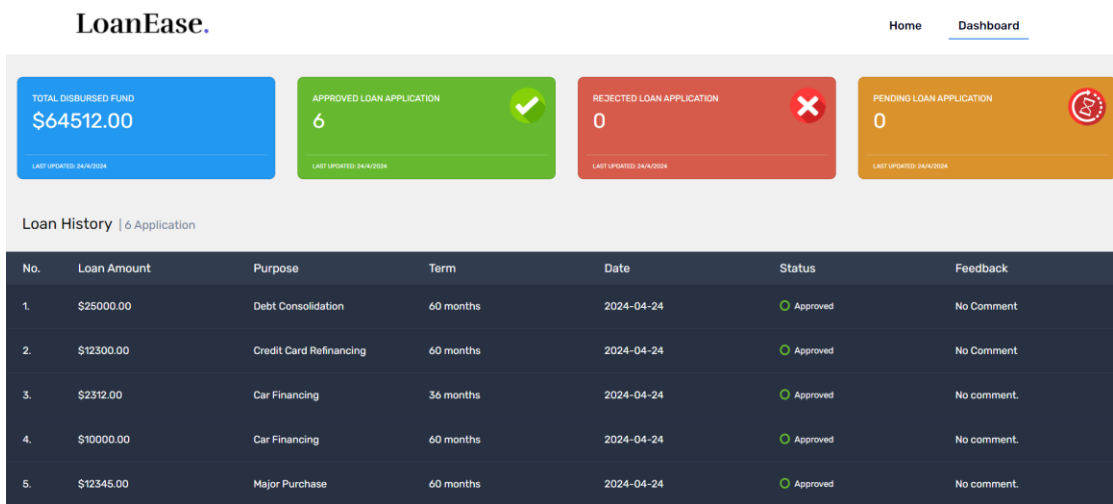 LoanEase.
Home Dashboard
TOTAL DISBURSED FUND
$64512.00
LAST UPDATED: 24/4/2024
APPROVED LOAN APPLICATION
6
LAST UPDATED: 24/4/2024
REJECTED LOAN APPLICATION
0
LAST UPDATED: 24/4/2024
PENDING LOAN APPLICATION
0
LAST UPDATED: 24/4/2024
Loan History | 6 Application
No. Loan Amount Purpose Term Date Status Feedback
1. $25000.00 Debt Consolidation 60 months 2024-04-24 Approved No Comment
2. $12300.00 Credit Card Refinancing 60 months 2024-04-24 Approved No Comment
3. $2312.00 Car Financing 36 months 2024-04-24 Approved No comment.
4. $10000.00 Car Financing 60 months 2024-04-24 Approved No comment.
5. $12345.00 Major Purchase 60 months 2024-04-24 Approved No comment.